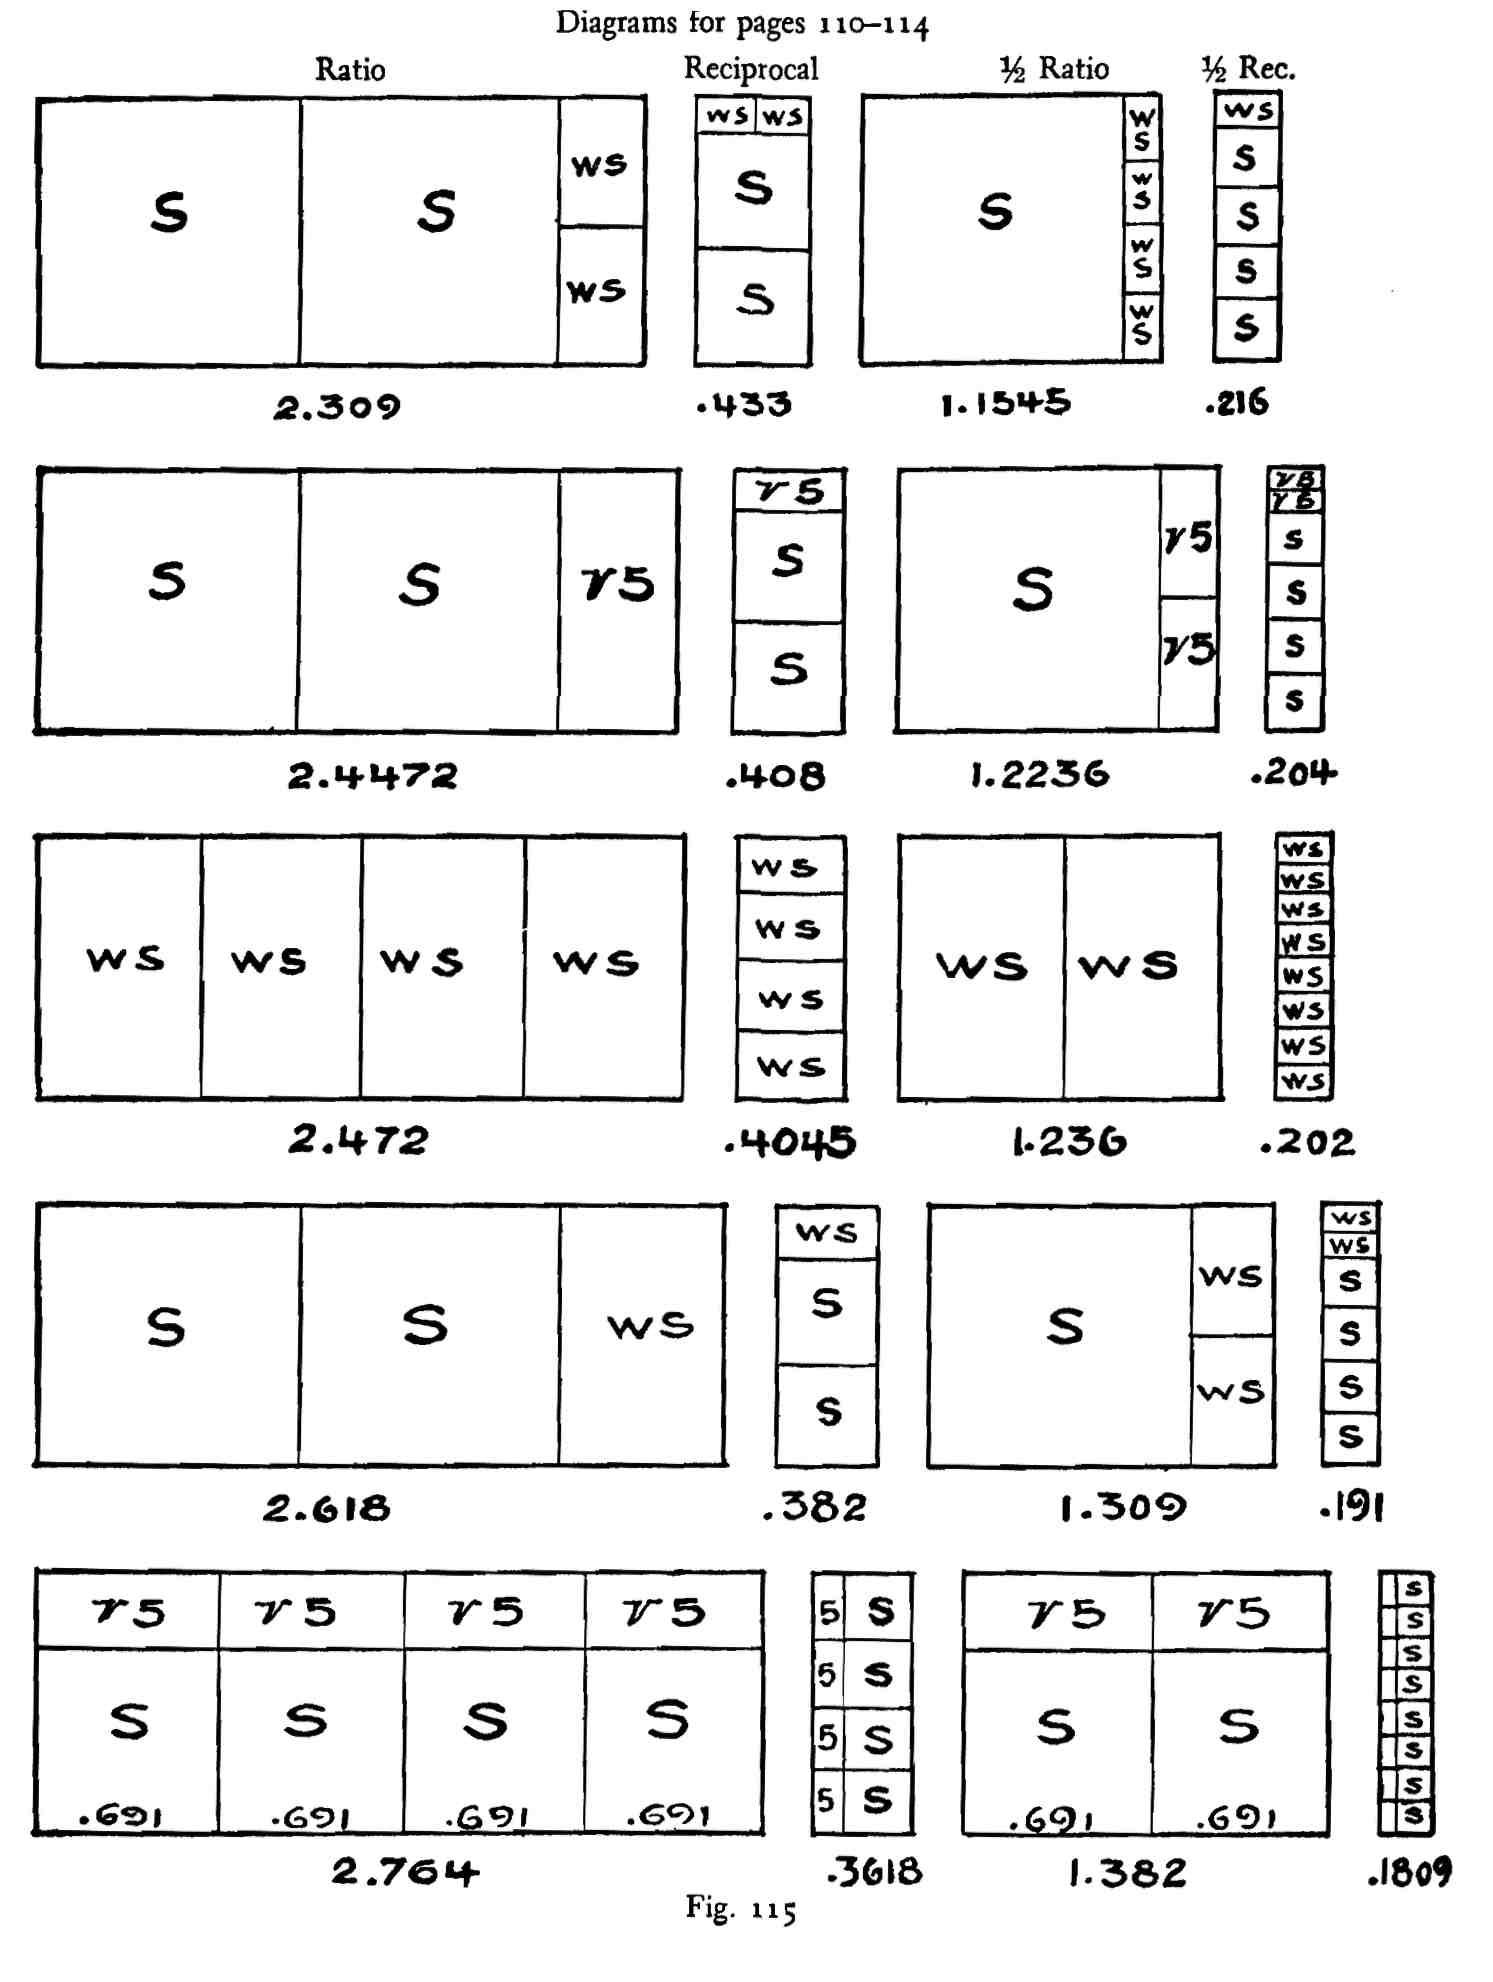 Diagrams for pages 110–114
Ratio Reciprocal ½ Ratio ½ Rec.
S S WS WS
WS WS S S
S WS WS WS WS
WS S S S S
2.309 .433 1.1545 .216
S S r5
r5 S S
S r5 r5
r5 r5 S S S S
2.4472 .408 1.2236 .204
WS WS WS WS
WS WS WS WS
WS WS
WS WS WS WS WS WS WS WS
2.472 .4045 1.236 .202
S S WS
WS S S
S WS WS
WS WS S S S S
2.618 .382 1.309 .191
r5 r5 r5 r5
S S S S
.691 .691 .691 .691
5 S
5 S
5 S
5 S
r5 r5
S S
.691 .691
S S S S S S S S
2.764 .3618 1.382 .1809
Fig. 115